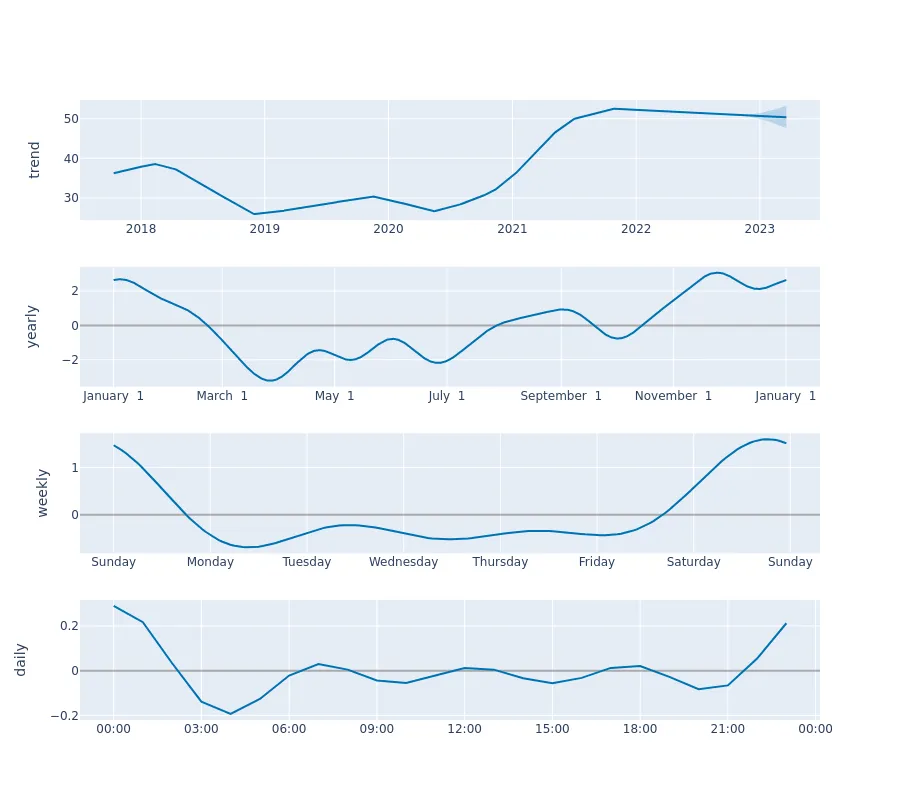 trend
50
40
30
2018 2019 2020 2021 2022 2023
yearly
2
0
−2
January 1 March 1 May 1 July 1 September 1 November 1 January 1
weekly
1
0
Sunday Monday Tuesday Wednesday Thursday Friday Saturday Sunday
daily
0.2
0
−0.2
00:00 03:00 06:00 09:00 12:00 15:00 18:00 21:00 00:00